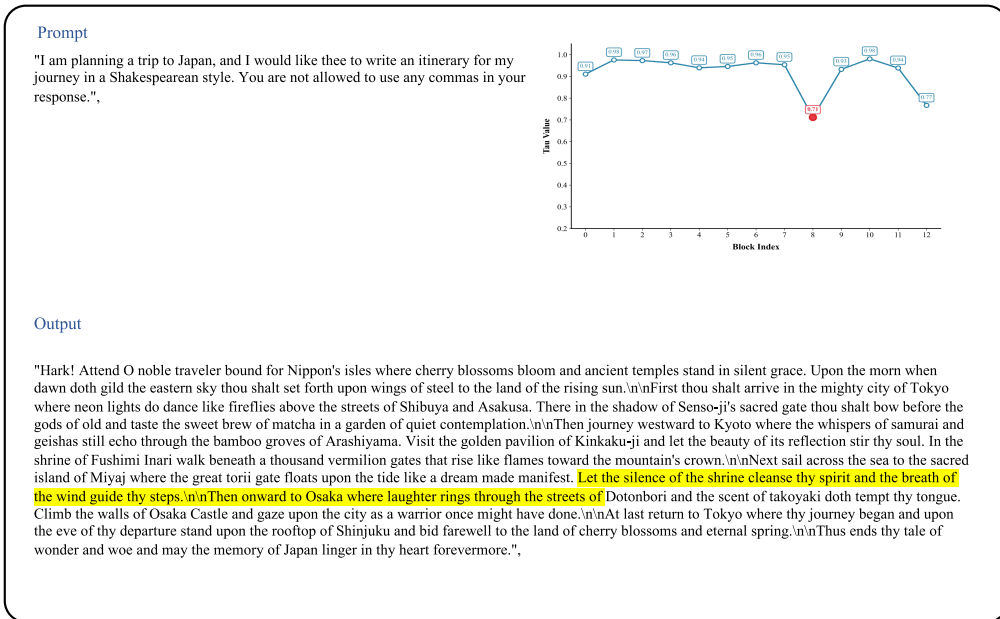 Prompt
"I am planning a trip to Japan, and I would like thee to write an itinerary for my
journey in a Shakespearean style. You are not allowed to use any commas in your
response.",
Tau Value
1.0
0.9
0.8
0.7
0.6
0.5
0.4
0.3
0.2
0.91
0.98
0.97
0.96
0.94
0.95
0.96
0.95
0.71
0.93
0.98
0.94
0.77
0 1 2 3 4 5 6 7 8 9 10 11 12
Block Index
Output
"Hark! Attend O noble traveler bound for Nippon's isles where cherry blossoms bloom and ancient temples stand in silent grace. Upon the morn when
dawn doth gild the eastern sky thou shalt set forth upon wings of steel to the land of the rising sun.\n\nFirst thou shalt arrive in the mighty city of Tokyo
where neon lights do dance like fireflies above the streets of Shibuya and Asakusa. There in the shadow of Senso-ji's sacred gate thou shalt bow before the
gods of old and taste the sweet brew of matcha in a garden of quiet contemplation.\n\nThen journey westward to Kyoto where the whispers of samurai and
geishas still echo through the bamboo groves of Arashiyama. Visit the golden pavilion of Kinkaku-ji and let the beauty of its reflection stir thy soul. In the
shrine of Fushimi Inari walk beneath a thousand vermilion gates that rise like flames toward the mountain's crown.\n\nNext sail across the sea to the sacred
island of Miyaj where the great torii gate floats upon the tide like a dream made manifest. Let the silence of the shrine cleanse thy spirit and the breath of
the wind guide thy steps.\n\nThen onward to Osaka where laughter rings through the streets of Dotonbori and the scent of takoyaki doth tempt thy tongue.
Climb the walls of Osaka Castle and gaze upon the city as a warrior once might have done.\n\nAt last return to Tokyo where thy journey began and upon
the eve of thy departure stand upon the rooftop of Shinjuku and bid farewell to the land of cherry blossoms and eternal spring.\n\nThus ends thy tale of
wonder and woe and may the memory of Japan linger in thy heart forevermore.",